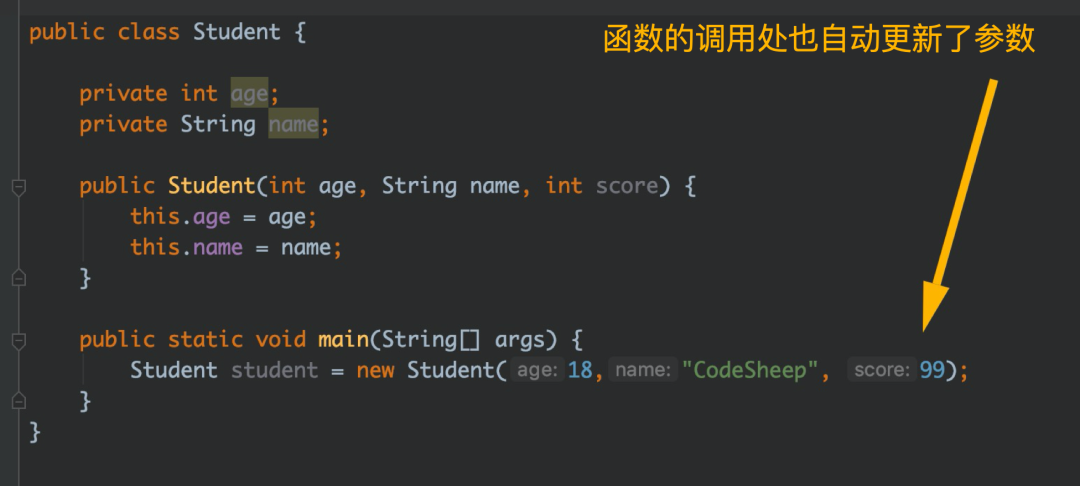 public class Student {
函数的调用处也自动更新了参数
private int age;
private String name;
public Student(int age, String name, int score) {
this.age = age;
this.name = name;
}
public static void main(String[] args) {
Student student = new Student( age: 18, name: "CodeSheep", score: 99);
}
}